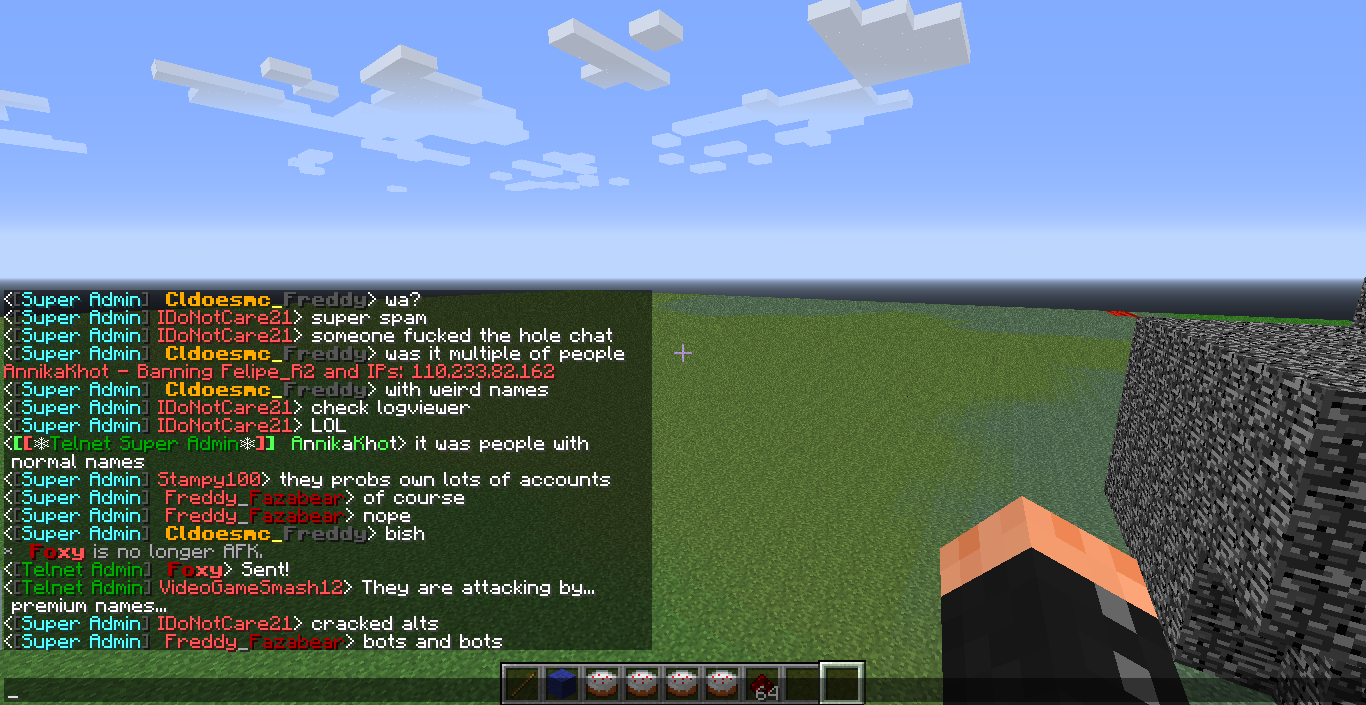 <[Super Admin] Cldoesmc_Freddy> wa?
<[Super Admin] IDoNotCare21> super spam
<[Super Admin] IDoNotCare21> someone fucked the hole chat
<[Super Admin] Cldoesmc_Freddy> was it multiple of people
AnnikaKhot - Banning Felipe_R2 and IPs: 110.233.82.162
<[Super Admin] Cldoesmc_Freddy> with weird names
<[Super Admin] IDoNotCare21> check logviewer
<[Super Admin] IDoNotCare21> LOL
<[[❄Telnet Super Admin❄]] AnnikaKhot> it was people with
normal names
<[Super Admin] Stampy100> they probs own lots of accounts
<[Super Admin] Freddy_Fazabear> of course
<[Super Admin] Freddy_Fazabear> nope
<[Super Admin] Cldoesmc_Freddy> bish
* Foxy is no longer AFK.
<[Telnet Admin] Foxy> Sent!
<[Telnet Admin] VideoGameSmash12> They are attacking by...
premium names...
<[Super Admin] IDoNotCare21> cracked alts
<[Super Admin] Freddy_Fazabear> bots and bots
_
64